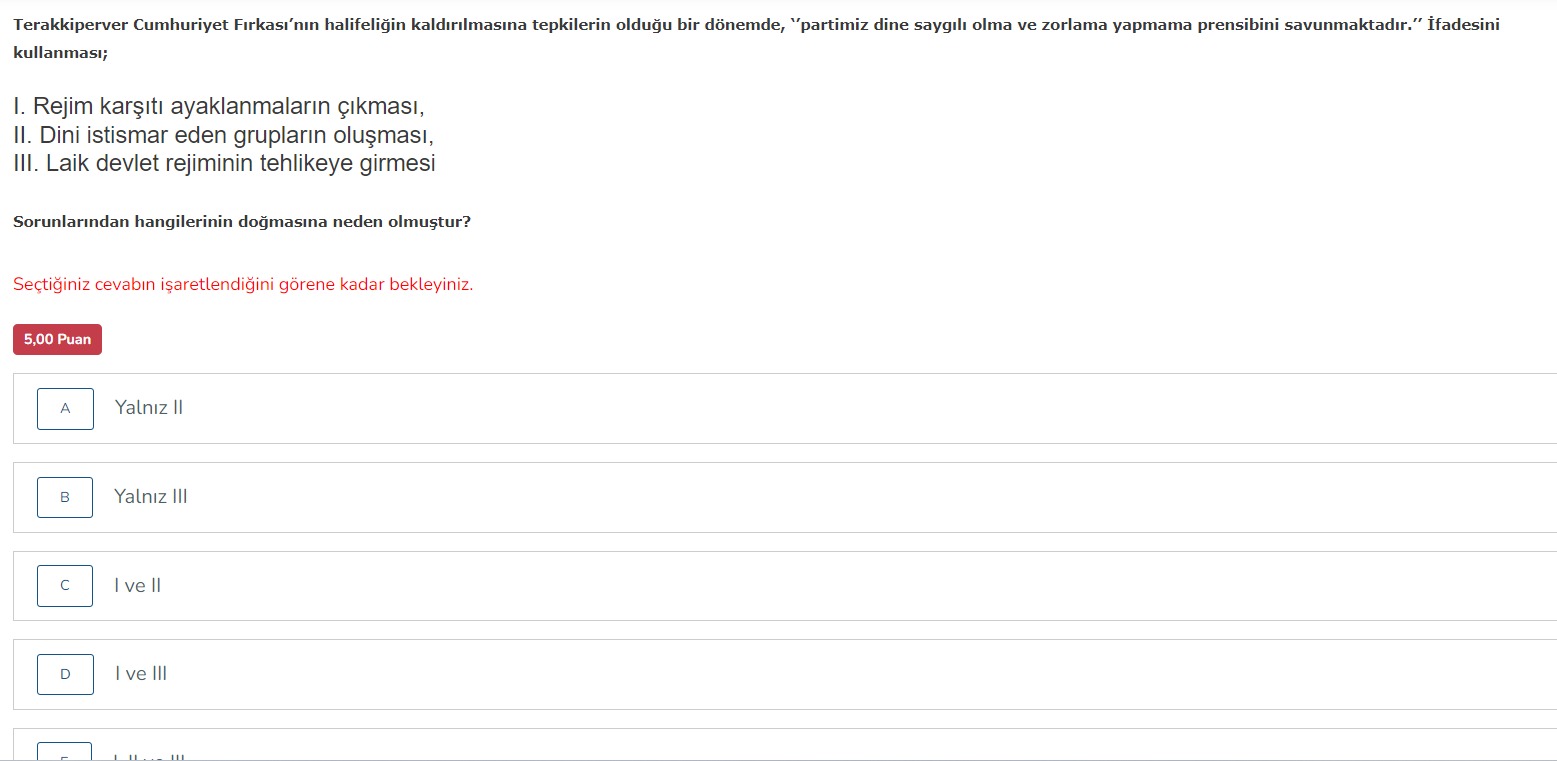 Terakkiperver Cumhuriyet Fırkası’nın halifeliğin kaldırılmasına tepkilerin olduğu bir dönemde, ‵′partimiz dine saygılı olma ve zorlama yapmama prensibini savunmaktadır.′′ İfadesini
kullanması;
I. Rejim karşıtı ayaklanmaların çıkması,
II. Dini istismar eden grupların oluşması,
III. Laik devlet rejiminin tehlikeye girmesi
Sorunlarından hangilerinin doğmasına neden olmuştur?
Seçtiğiniz cevabın işaretlendiğini görene kadar bekleyiniz.
5,00 Puan
A Yalnız II
B Yalnız III
C I ve II
D I ve III